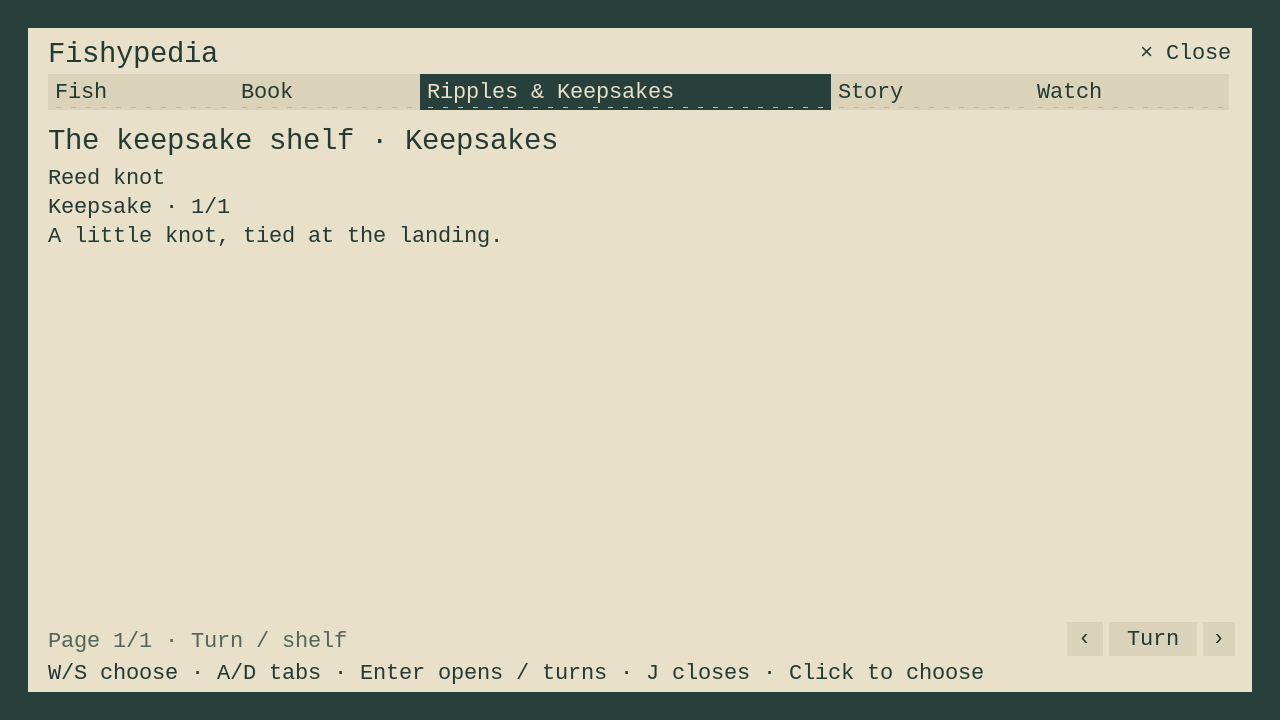 Fishypedia
× Close
Fish Book Ripples & Keepsakes Story Watch
The keepsake shelf · Keepsakes
Reed knot
Keepsake · 1/1
A little knot, tied at the landing.
Page 1/1 · Turn / shelf
‹ Turn ›
W/S choose · A/D tabs · Enter opens / turns · J closes · Click to choose